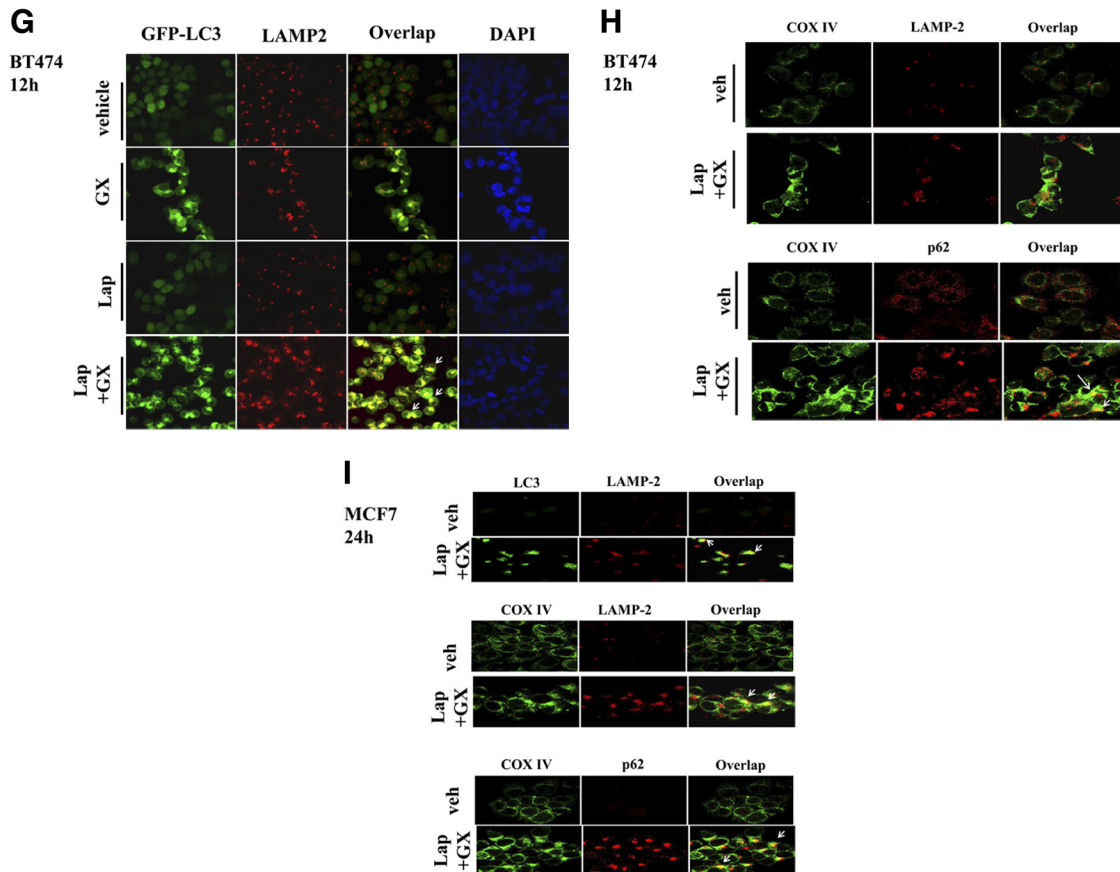 G
BT474
12h
GFP-LC3 LAMP2 Overlap DAPI
vehicle
GX
Lap
Lap
+GX
H
BT474
12h
COX IV LAMP-2 Overlap
veh
Lap
+GX
COX IV p62 Overlap
veh
Lap
+GX
I
MCF7
24h
LC3 LAMP-2 Overlap
veh
Lap
+GX
COX IV LAMP-2 Overlap
veh
Lap
+GX
COX IV p62 Overlap
veh
Lap
+GX